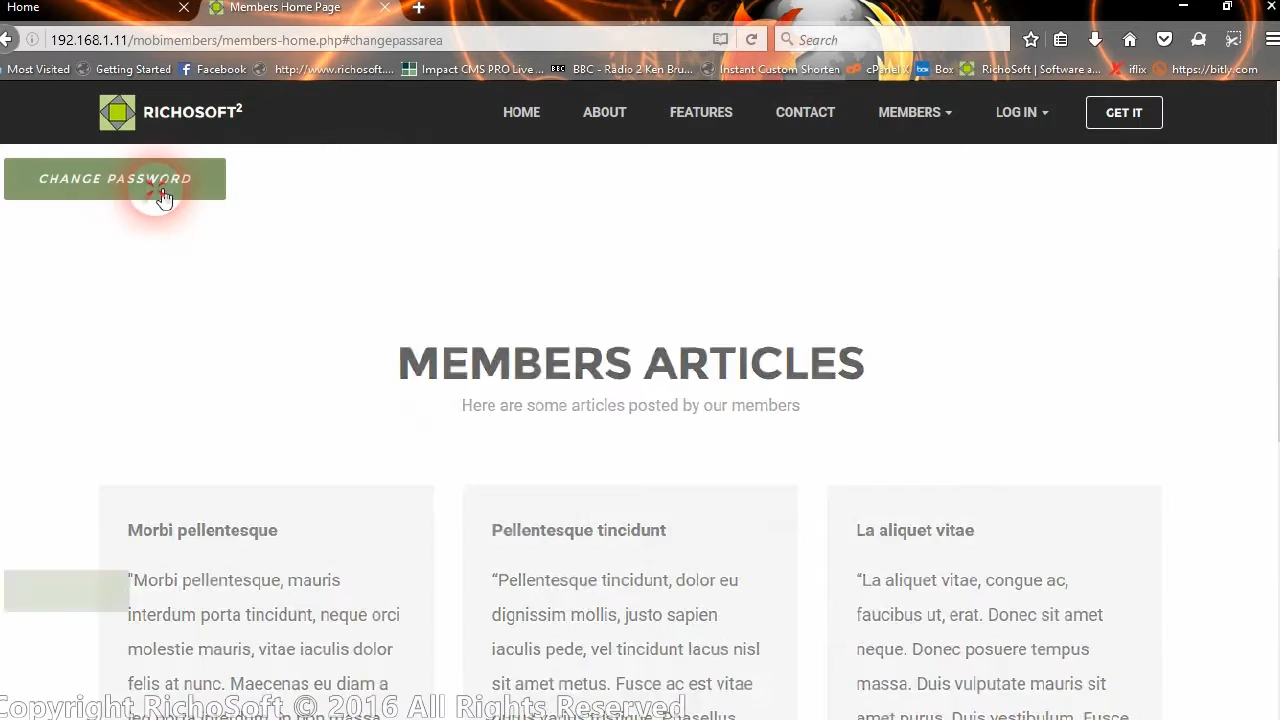 Home
Members Home Page
192.168.1.11/mobimembers/members-home.php#changepassarea
Search
Most Visited
Getting Started
Facebook
http://www.richosoft....
Impact CMS PRO Live ...
BBC
BBC - Radio 2 Ken Bru...
Instant Custom Shorten
cPanel X
box
Box
RichoSoft | Software a...
iflix
https://bitly.com
RICHOSOFT²
HOME
ABOUT
FEATURES
CONTACT
MEMBERS
LOG IN
GET IT
CHANGE PASSWORD
MEMBERS ARTICLES
Here are some articles posted by our members
Morbi pellentesque
"Morbi pellentesque, mauris
interdum porta tincidunt, neque orci
molestie mauris, vitae iaculis dolor
felis at nunc. Maecenas eu diam a
Pellentesque tincidunt
“Pellentesque tincidunt, dolor eu
dignissim mollis, justo sapien
iaculis pede, vel tincidunt lacus nisl
sit amet metus. Fusce ac est vitae
La aliquet vitae
“La aliquet vitae, congue ac,
faucibus ut, erat. Donec sit amet
neque. Donec posuere tempus
massa. Duis vulputate mauris sit
amet purus. Duis vestibulum. Fusce
Copyright RichoSoft © 2016 All Rights Reserved